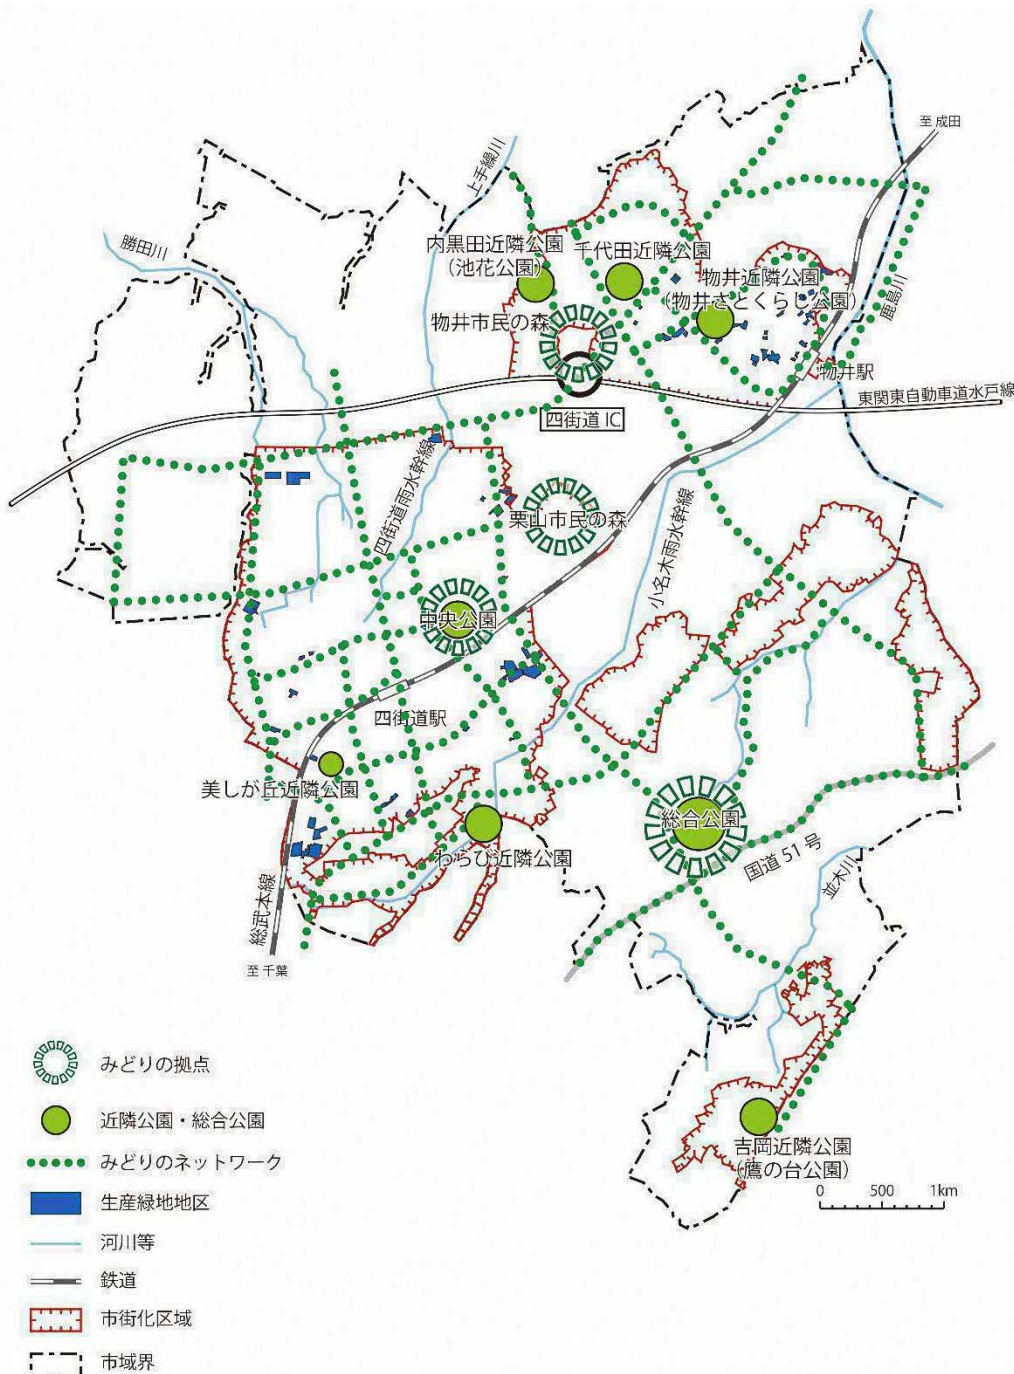 至 成田
上手繰川
勝田川
内黒田近隣公園
（池花公園）
千代田近隣公園
物井近隣公園
（物井さとくらし公園）
鹿島川
物井市民の森
物井駅
東関東自動車道水戸線
四街道 IC
四街道雨水幹線
栗山市民の森
小名木雨水幹線
中央公園
四街道駅
美しが丘近隣公園
わらび近隣公園
総合公園
国道 51 号
並木川
総武本線
至 千葉
吉岡近隣公園
（鷹の台公園）
0 500 1km
みどりの拠点
近隣公園・総合公園
みどりのネットワーク
生産緑地地区
河川等
鉄道
市街化区域
市域界